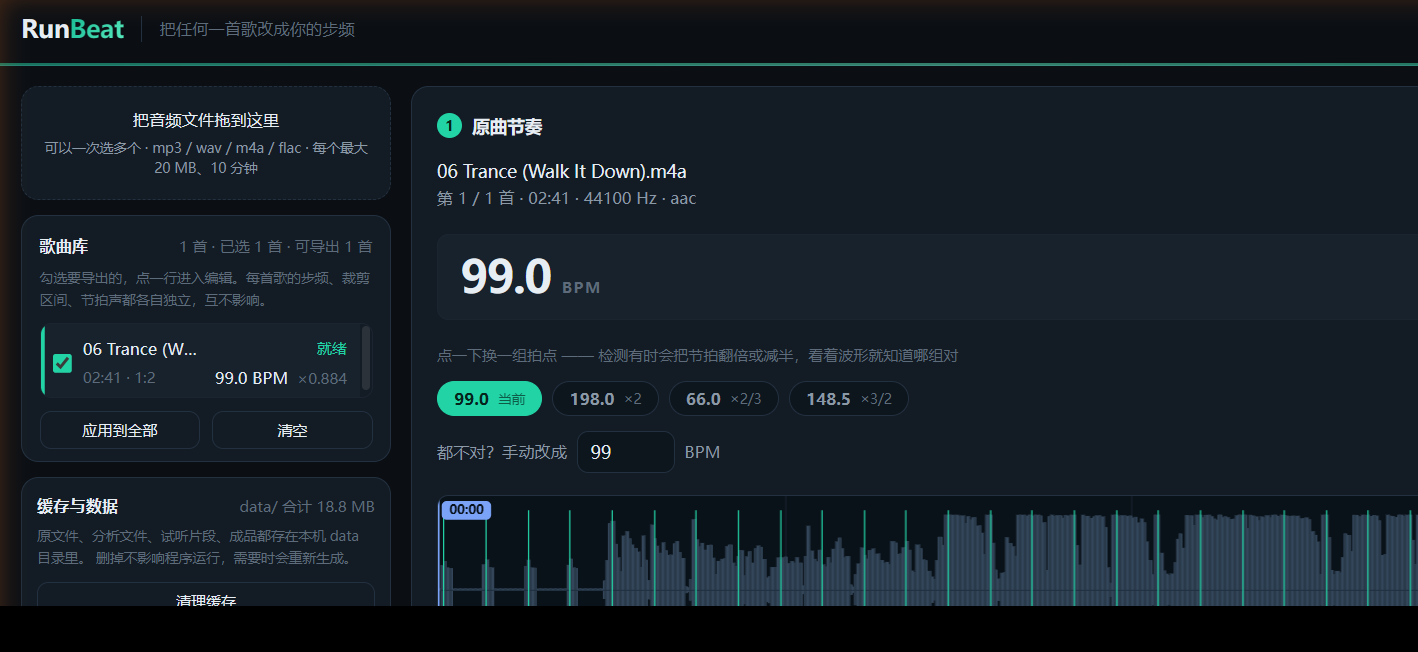 RunBeat 把任何一首歌改成你的步频
把音频文件拖到这里
可以一次选多个 · mp3 / wav / m4a / flac · 每个最大
20 MB、10 分钟
歌曲库 1 首 · 已选 1 首 · 可导出 1 首
勾选要导出的，点一行进入编辑。每首歌的步频、裁剪
区间、节拍声都各自独立，互不影响。
06 Trance (W... 就绪
02:41 · 1:2 99.0 BPM ×0.884
应用到全部 清空
缓存与数据 data/ 合计 18.8 MB
原文件、分析文件、试听片段、成品都存在本机 data
目录里。 删掉不影响程序运行，需要时会重新生成。
清理缓存
1 原曲节奏
06 Trance (Walk It Down).m4a
第 1 / 1 首 · 02:41 · 44100 Hz · aac
99.0 BPM
点一下换一组拍点 —— 检测有时会把节拍翻倍或减半，看着波形就知道哪组对
99.0 当前 198.0 ×2 66.0 ×2/3 148.5 ×3/2
都不对？手动改成 99 BPM
00:00